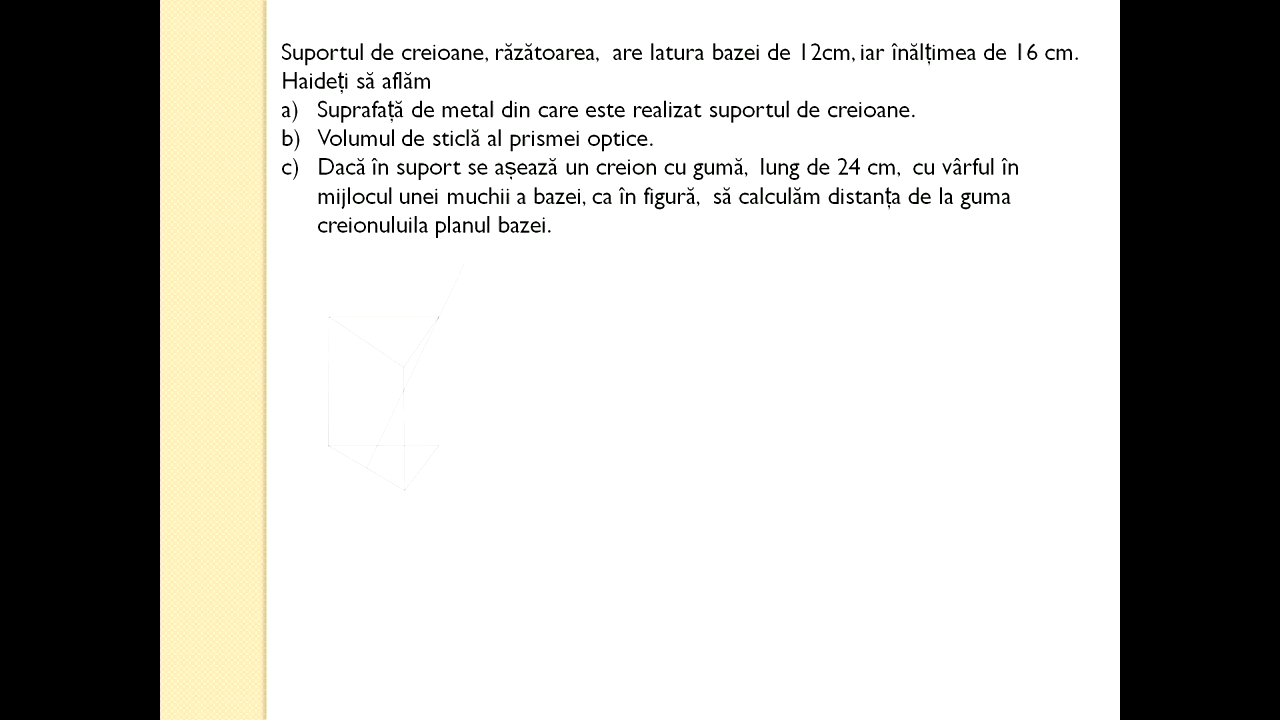 Suportul de creioane, răzătoarea, are latura bazei de 12cm, iar înălțimea de 16 cm.
Haideți să aflăm
a) Suprafață de metal din care este realizat suportul de creioane.
b) Volumul de sticlă al prismei optice.
c) Dacă în suport se așează un creion cu gumă, lung de 24 cm, cu vârful în
mijlocul unei muchii a bazei, ca în figură, să calculăm distanța de la guma
creionuluila planul bazei.